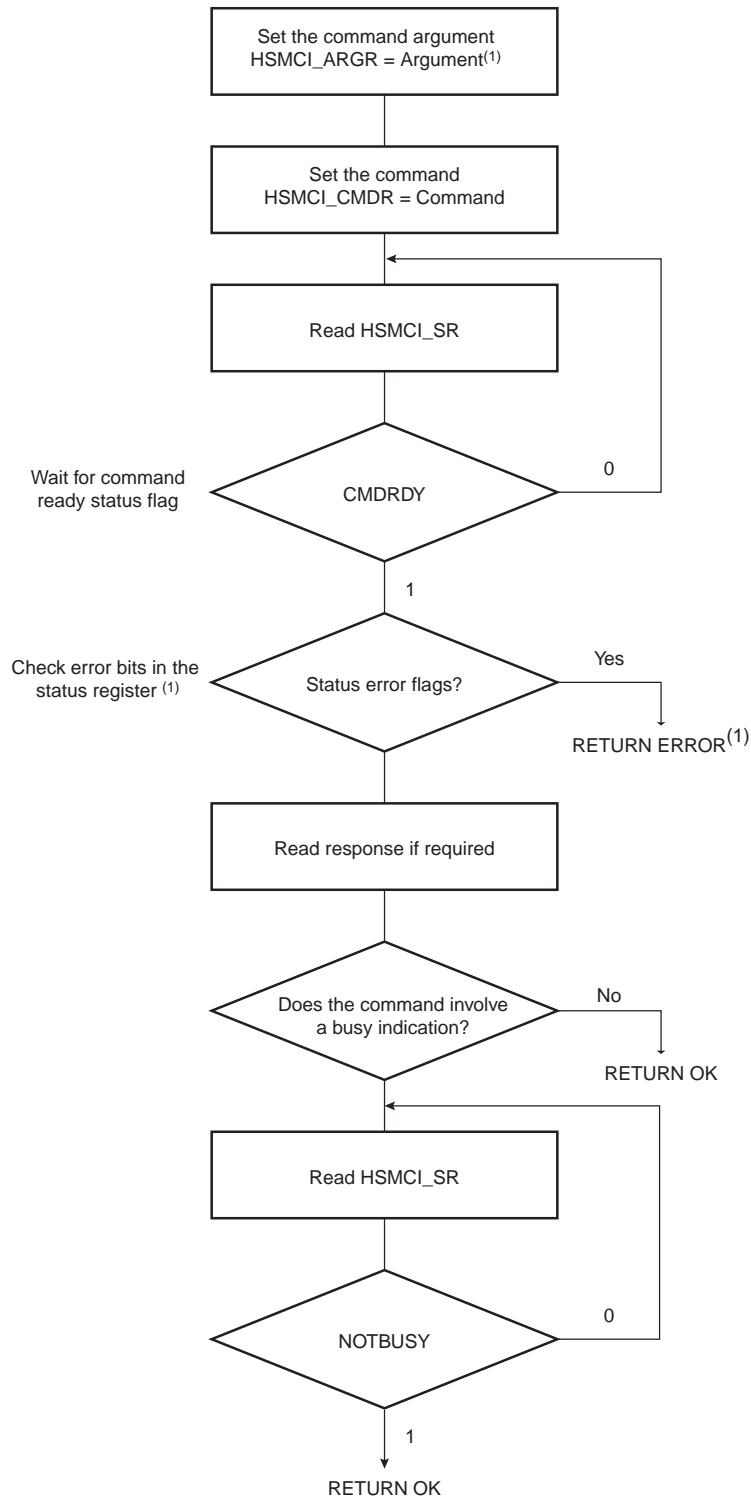 Set the command argument
HSMCI_ARGR = Argument(1)
Set the command
HSMCI_CMDR = Command
Read HSMCI_SR
Wait for command
ready status flag
CMDRDY
0
1
Check error bits in the
status register (1)
Status error flags?
Yes
RETURN ERROR(1)
Read response if required
Does the command involve
a busy indication?
No
RETURN OK
Read HSMCI_SR
NOTBUSY
0
1
RETURN OK